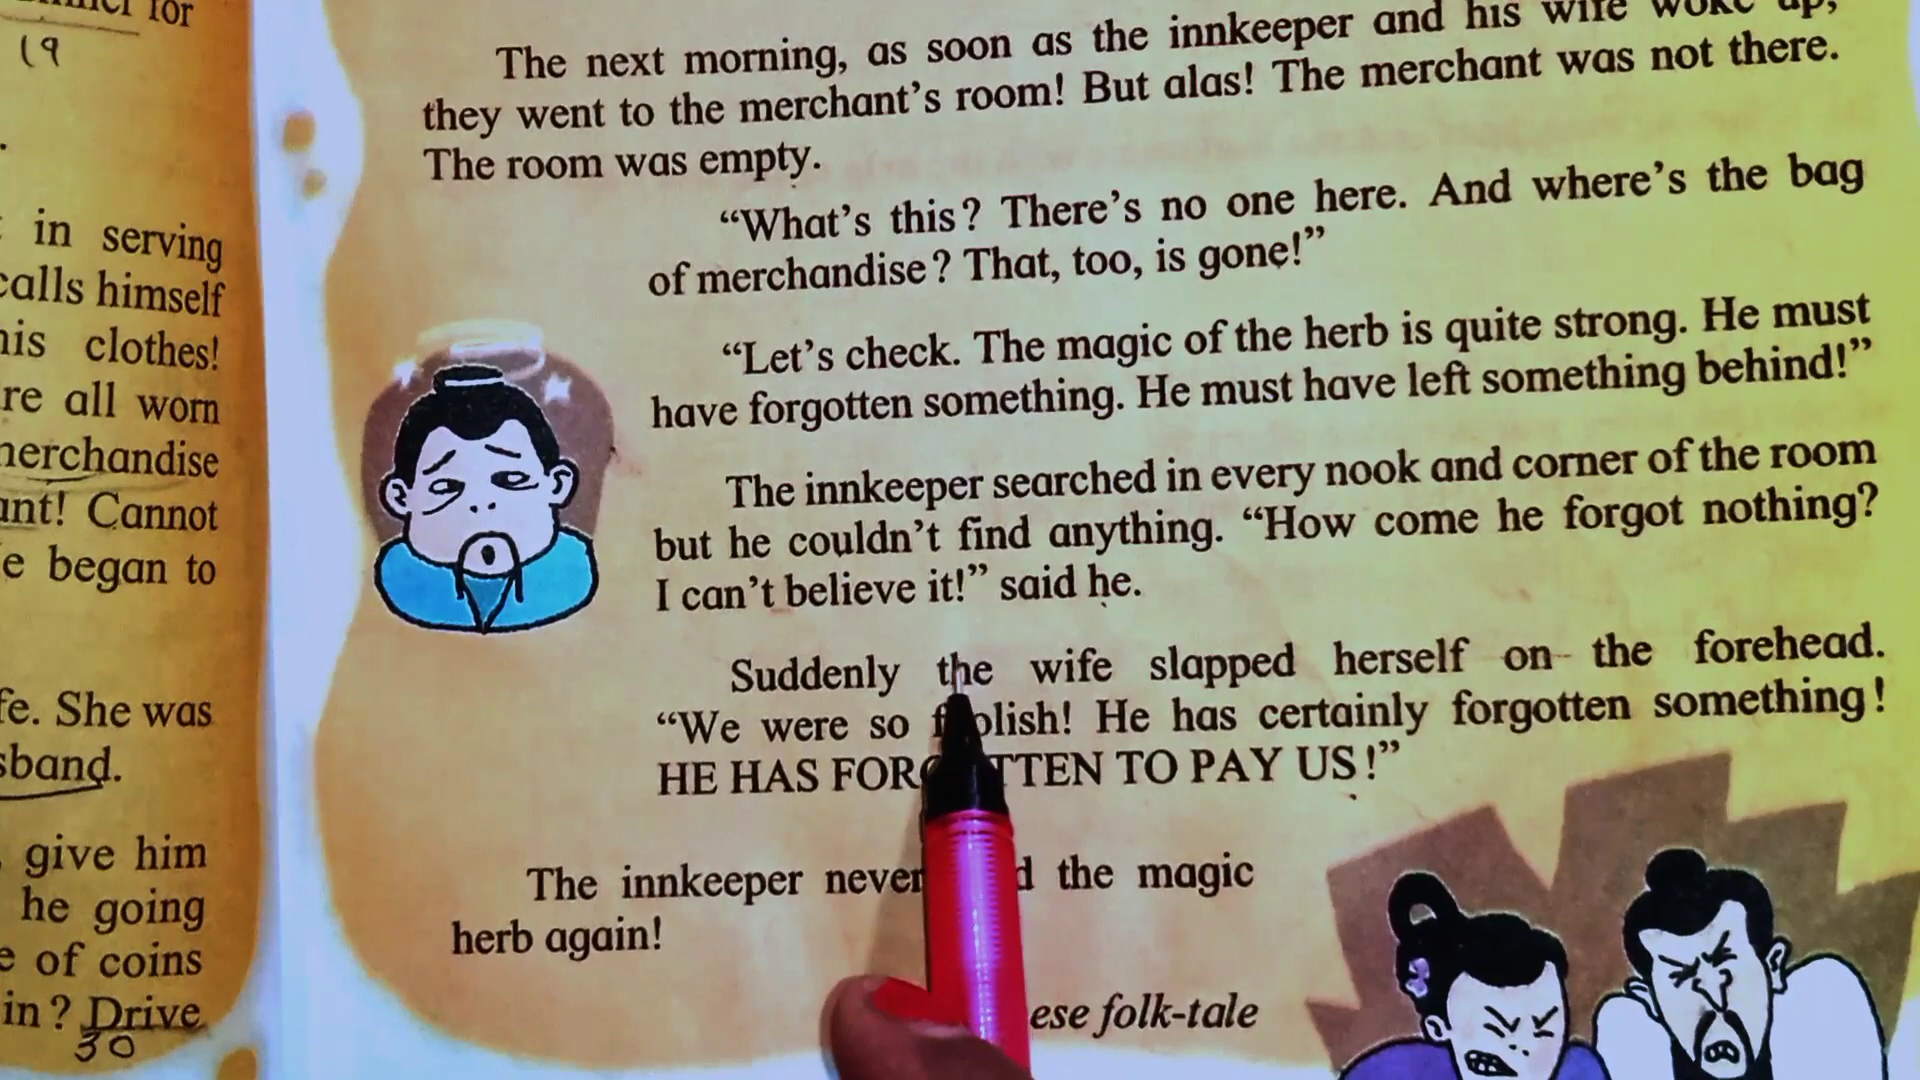 for
19
in serving
calls himself
his clothes!
re all worn
merchandise
ant! Cannot
e began to
fe. She was
sband.
give him
he going
e of coins
in? Drive
30
The next morning, as soon as the innkeeper and his wife woke up,
they went to the merchant's room! But alas! The merchant was not there.
The room was empty.
"What's this? There's no one here. And where's the bag
of merchandise? That, too, is gone!"
"Let's check. The magic of the herb is quite strong. He must
have forgotten something. He must have left something behind!"
The innkeeper searched in every nook and corner of the room
but he couldn't find anything. "How come he forgot nothing?
I can't believe it!" said he.
Suddenly the wife slapped herself on the forehead.
"We were so foolish! He has certainly forgotten something!
HE HAS FORGOTTEN TO PAY US!"
The innkeeper never the magic
herb again!
ese folk-tale